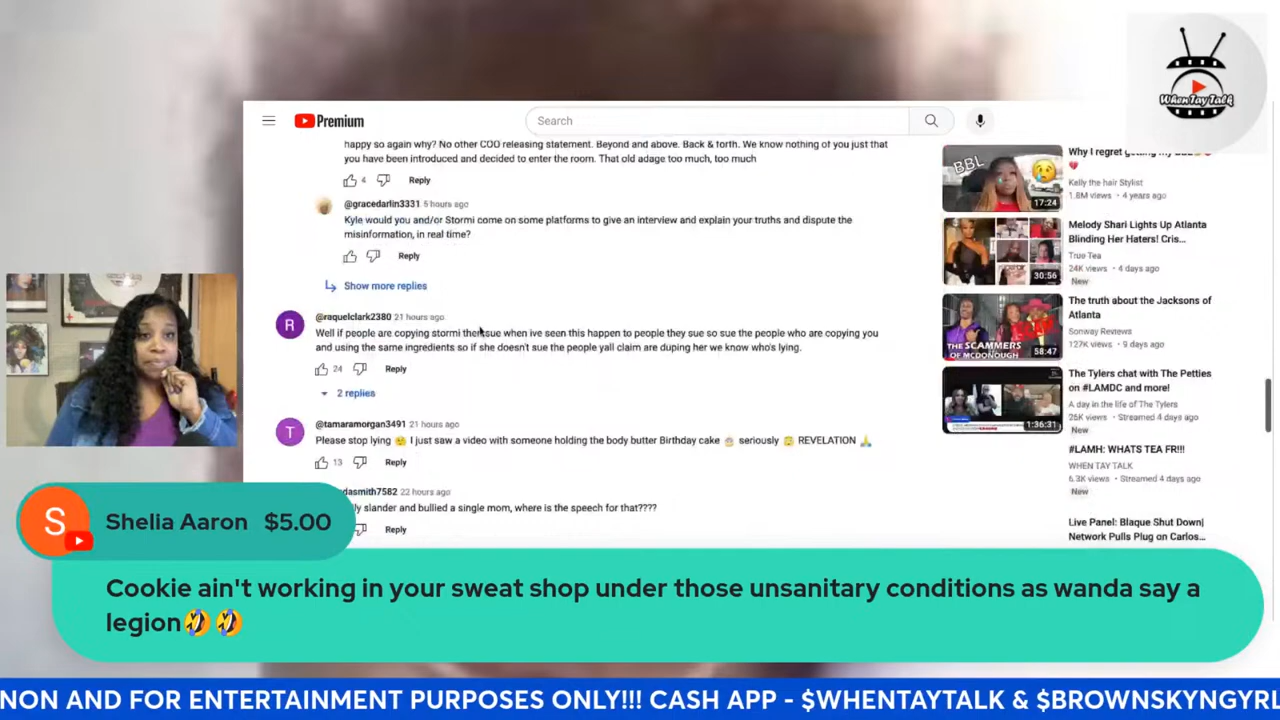 WhenTayTalk
Premium
Search
happy so again why? No other COO releasing statement. Beyond and above. Back & forth. We know nothing of you just that
you have been introduced and decided to enter the room. That old adage too much, too much
4
Reply
@gracedarlin3331 5 hours ago
Kyle would you and/or Stormi come on some platforms to give an interview and explain your truths and dispute the
misinformation, in real time?
Reply
Show more replies
R
@raquelclark2380 21 hours ago
Well if people are copying stormi then sue when ive seen this happen to people they sue so sue the people who are copying you
and using the same ingredients so if she doesn't sue the people yall claim are duping her we know who's lying.
24
Reply
2 replies
T
@tamaramorgan3491 21 hours ago
Please stop lying 🤨 I just saw a video with someone holding the body butter Birthday cake 🎂 seriously REVELATION 🙏
13
Reply
dasmith7582 22 hours ago
ly slander and bullied a single mom, where is the speech for that????
Reply
BBL
17:24
Why I regret getting my BBL
💔
Kelly the hair Stylist
1.8M views • 4 years ago
30:56
Melody Shari Lights Up Atlanta
Blinding Her Haters! Cris...
True Tea
24K views • 4 days ago
New
THE SCAMMERS
OF MCDONOUGH
58:47
The truth about the Jacksons of
Atlanta!
Sonway Reviews
127K views • 9 days ago
1:36:31
The Tylers chat with The Petties
on #LAMDC and more!
A day in the life of The Tylers
26K views • Streamed 4 days ago
New
#LAMH: WHATS TEA FR!!!
WHEN TAY TALK
6.3K views • Streamed 4 days ago
New
Live Panel: Blaque Shut Down|
Network Pulls Plug on Carlos...
S
Shelia Aaron $5.00
Cookie ain't working in your sweat shop under those unsanitary conditions as wanda say a
legion🤣🤣
NON AND FOR ENTERTAINMENT PURPOSES ONLY!!! CASH APP - $WHENTAYTALK & $BROWNSKYNGYRL